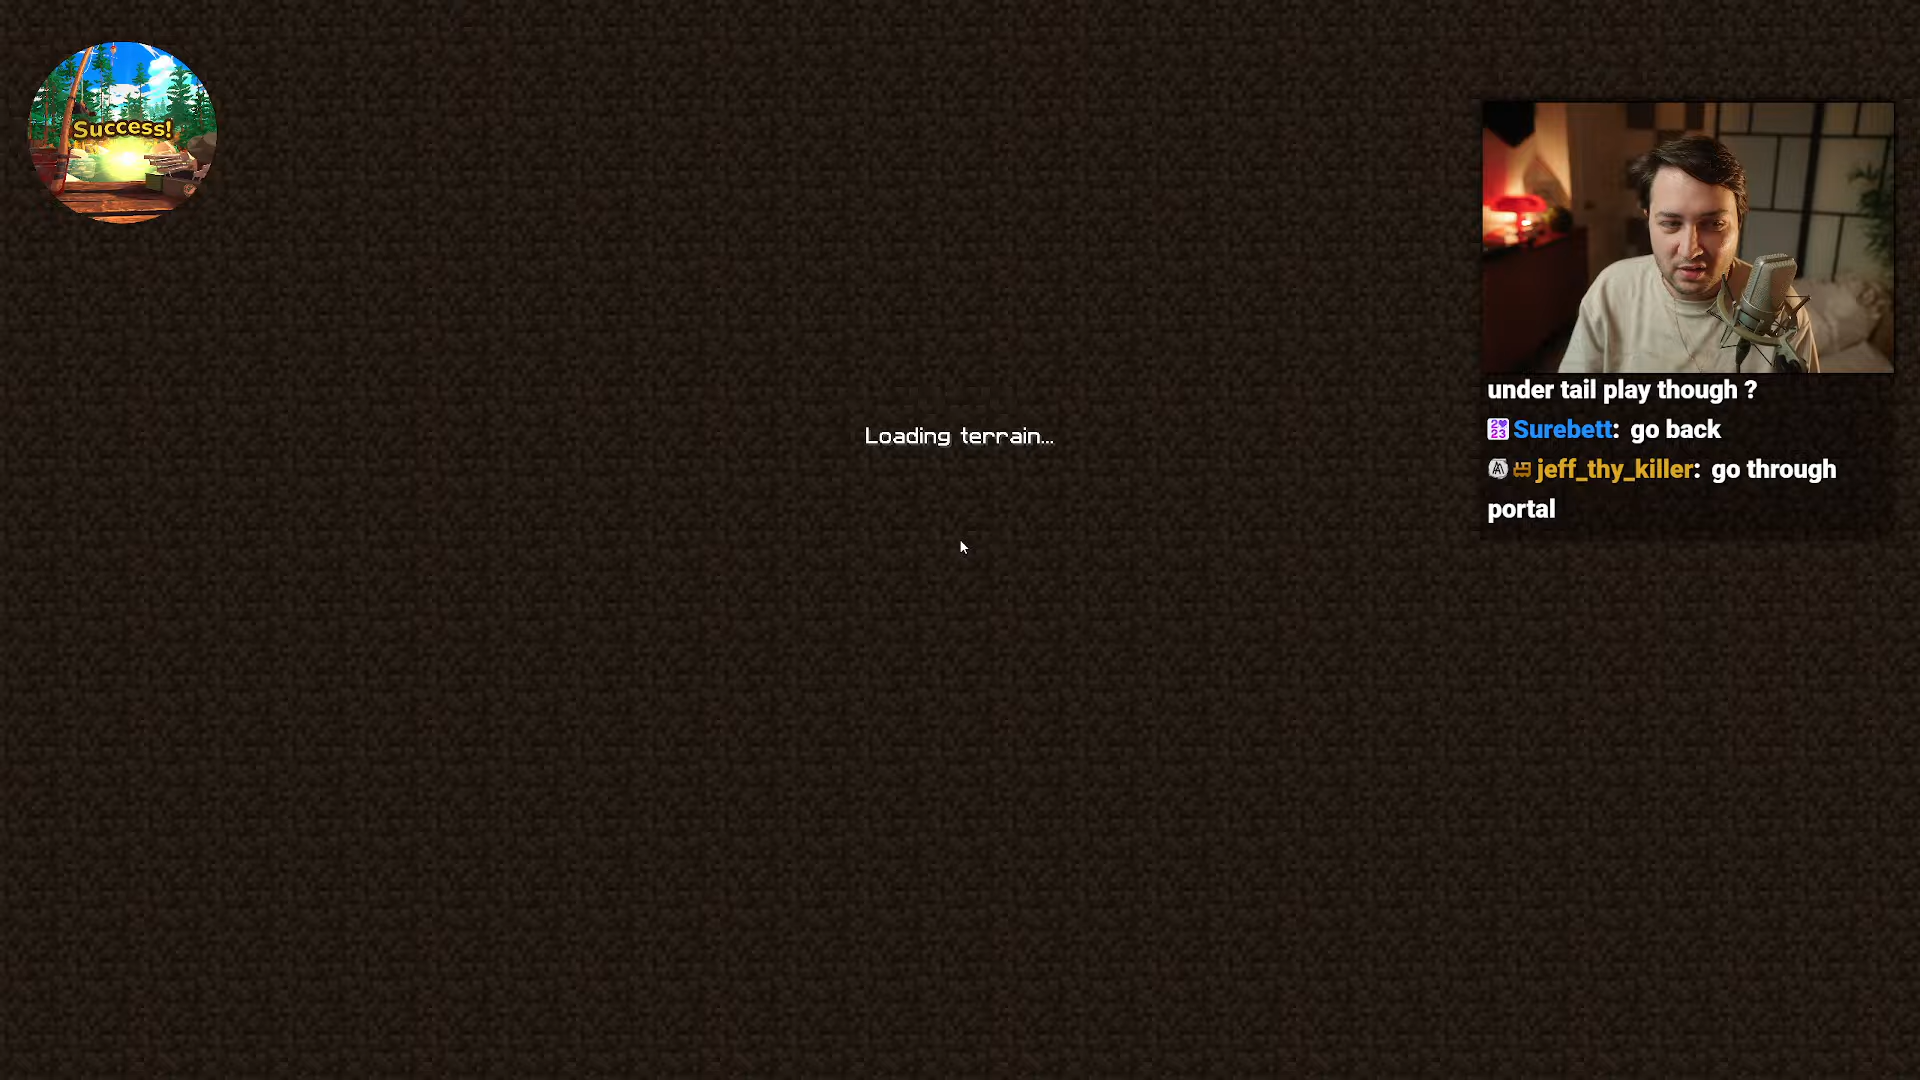 Success!
Loading terrain...
under tail play though ?
Surebett: go back
jeff_thy_killer: go through
portal